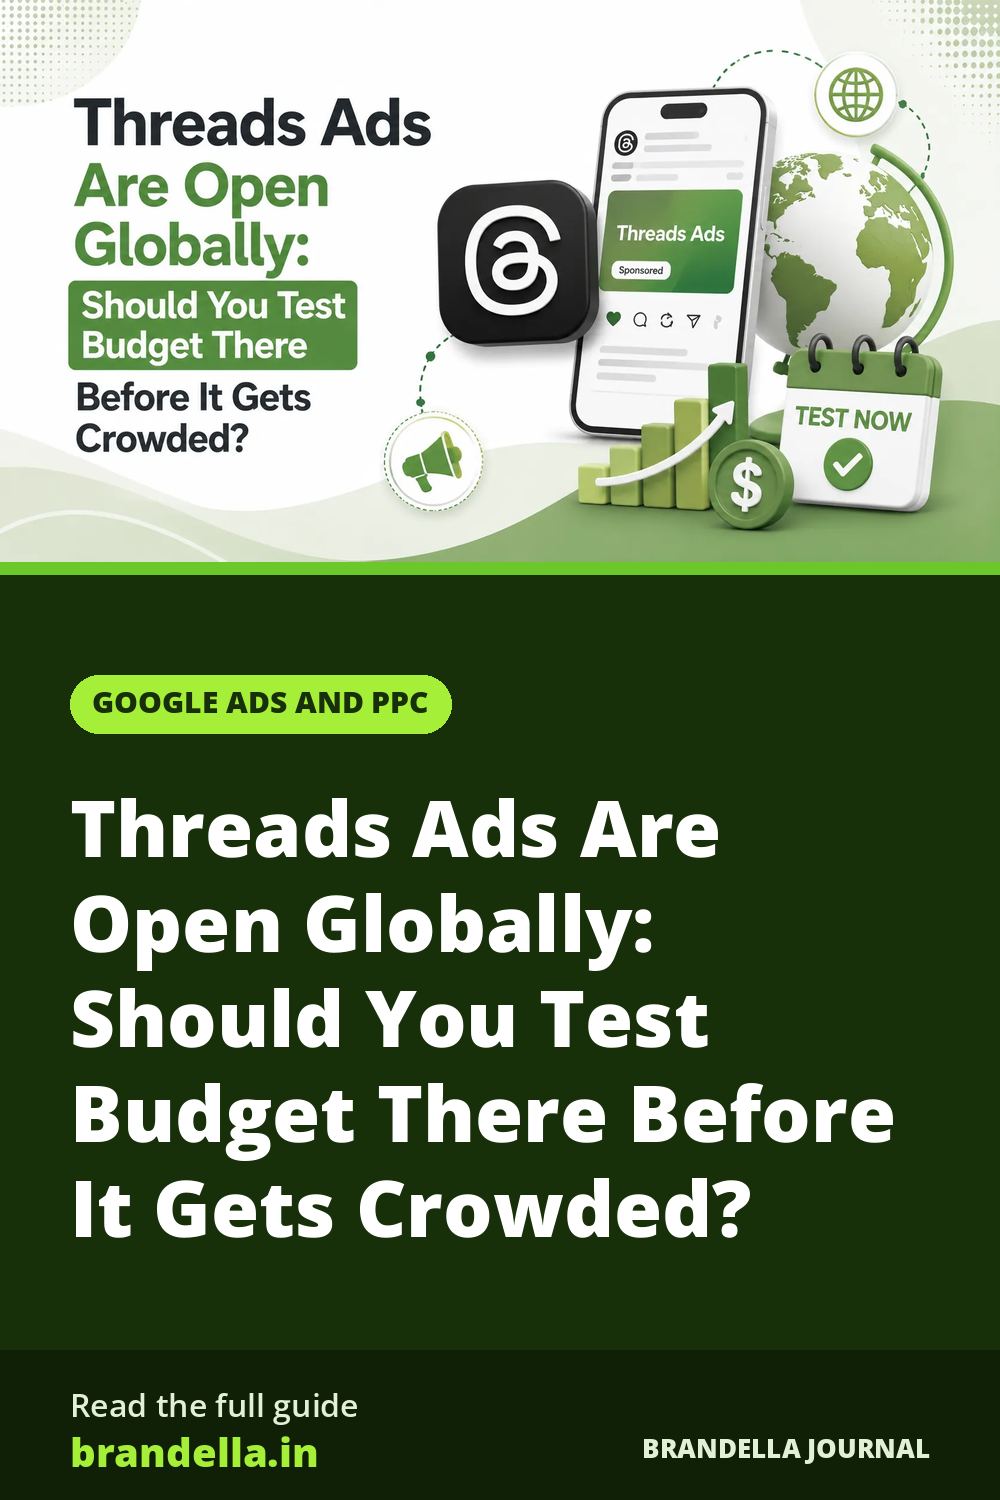 Threads Ads
Are Open
Globally:
Should You Test
Budget There
Before It Gets
Crowded?
Threads Ads
Sponsored
TEST NOW
$
GOOGLE ADS AND PPC
Threads Ads Are
Open Globally:
Should You Test
Budget There Before
It Gets Crowded?
Read the full guide
brandella.in
BRANDELLA JOURNAL